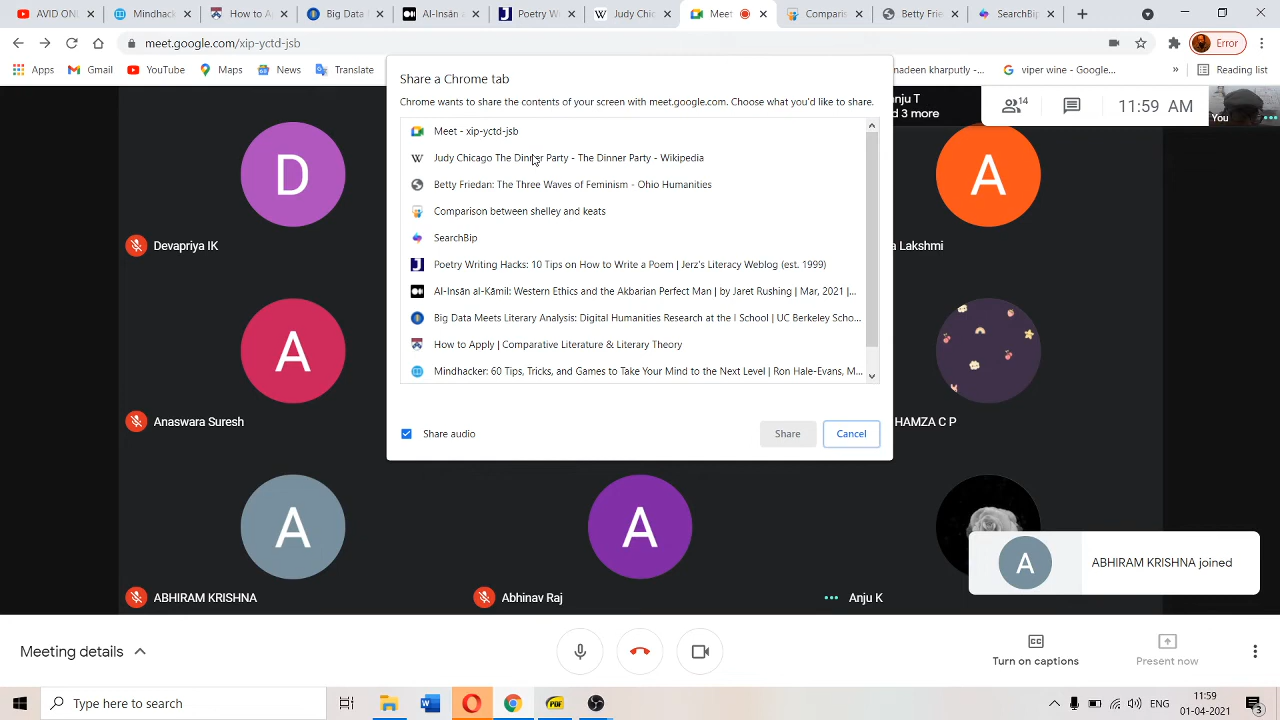 AVID ONL
Mindhack
How to A
Big Data
Al-Insān
Poetry W
Judy Chic
Meet
Comparis
Betty Frie
SearchBip
meet.google.com/xip-yctd-jsb
Error
Apps
Gmail
YouTube
Maps
News
Translate
nadeen kharputly -...
viper wine - Google...
»
Reading list
Share a Chrome tab
Chrome wants to share the contents of your screen with meet.google.com. Choose what you'd like to share.
Meet - xip-yctd-jsb
Judy Chicago The Dinner Party - The Dinner Party - Wikipedia
Betty Friedan: The Three Waves of Feminism - Ohio Humanities
Comparison between shelley and keats
SearchBip
Poetry Writing Hacks: 10 Tips on How to Write a Poem | Jerz's Literacy Weblog (est. 1999)
Al-Insān al-Kāmil: Western Ethics and the Akbarian Perfect Man | by Jaret Rushing | Mar, 2021 |...
Big Data Meets Literary Analysis: Digital Humanities Research at the I School | UC Berkeley Scho...
How to Apply | Comparative Literature & Literary Theory
Mindhacker: 60 Tips, Tricks, and Games to Take Your Mind to the Next Level | Ron Hale-Evans, M...
Share audio
Share
Cancel
nju T
d 3 more
14
11:59 AM
You
D
Devapriya IK
A
a Lakshmi
A
Anaswara Suresh
HAMZA C P
A
ABHIRAM KRISHNA
A
Abhinav Raj
Anju K
A
ABHIRAM KRISHNA joined
Meeting details
CC
Turn on captions
Present now
Type here to search
W
PDF
ENG
11:59
01-04-2021
3